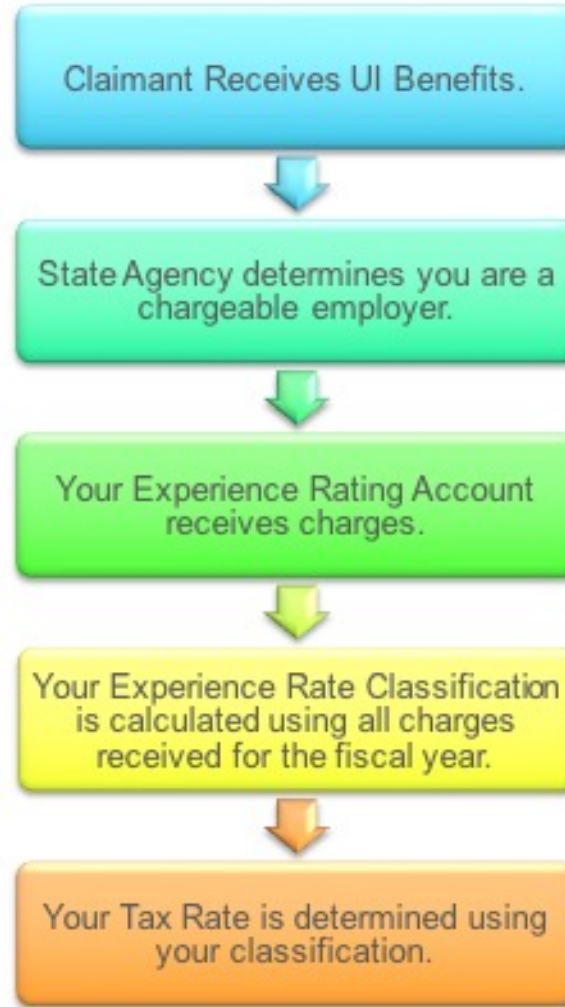 Claimant Receives UI Benefits.
State Agency determines you are a
chargeable employer.
Your Experience Rating Account
receives charges.
Your Experience Rate Classification
is calculated using all charges
received for the fiscal year.
Your Tax Rate is determined using
your classification.